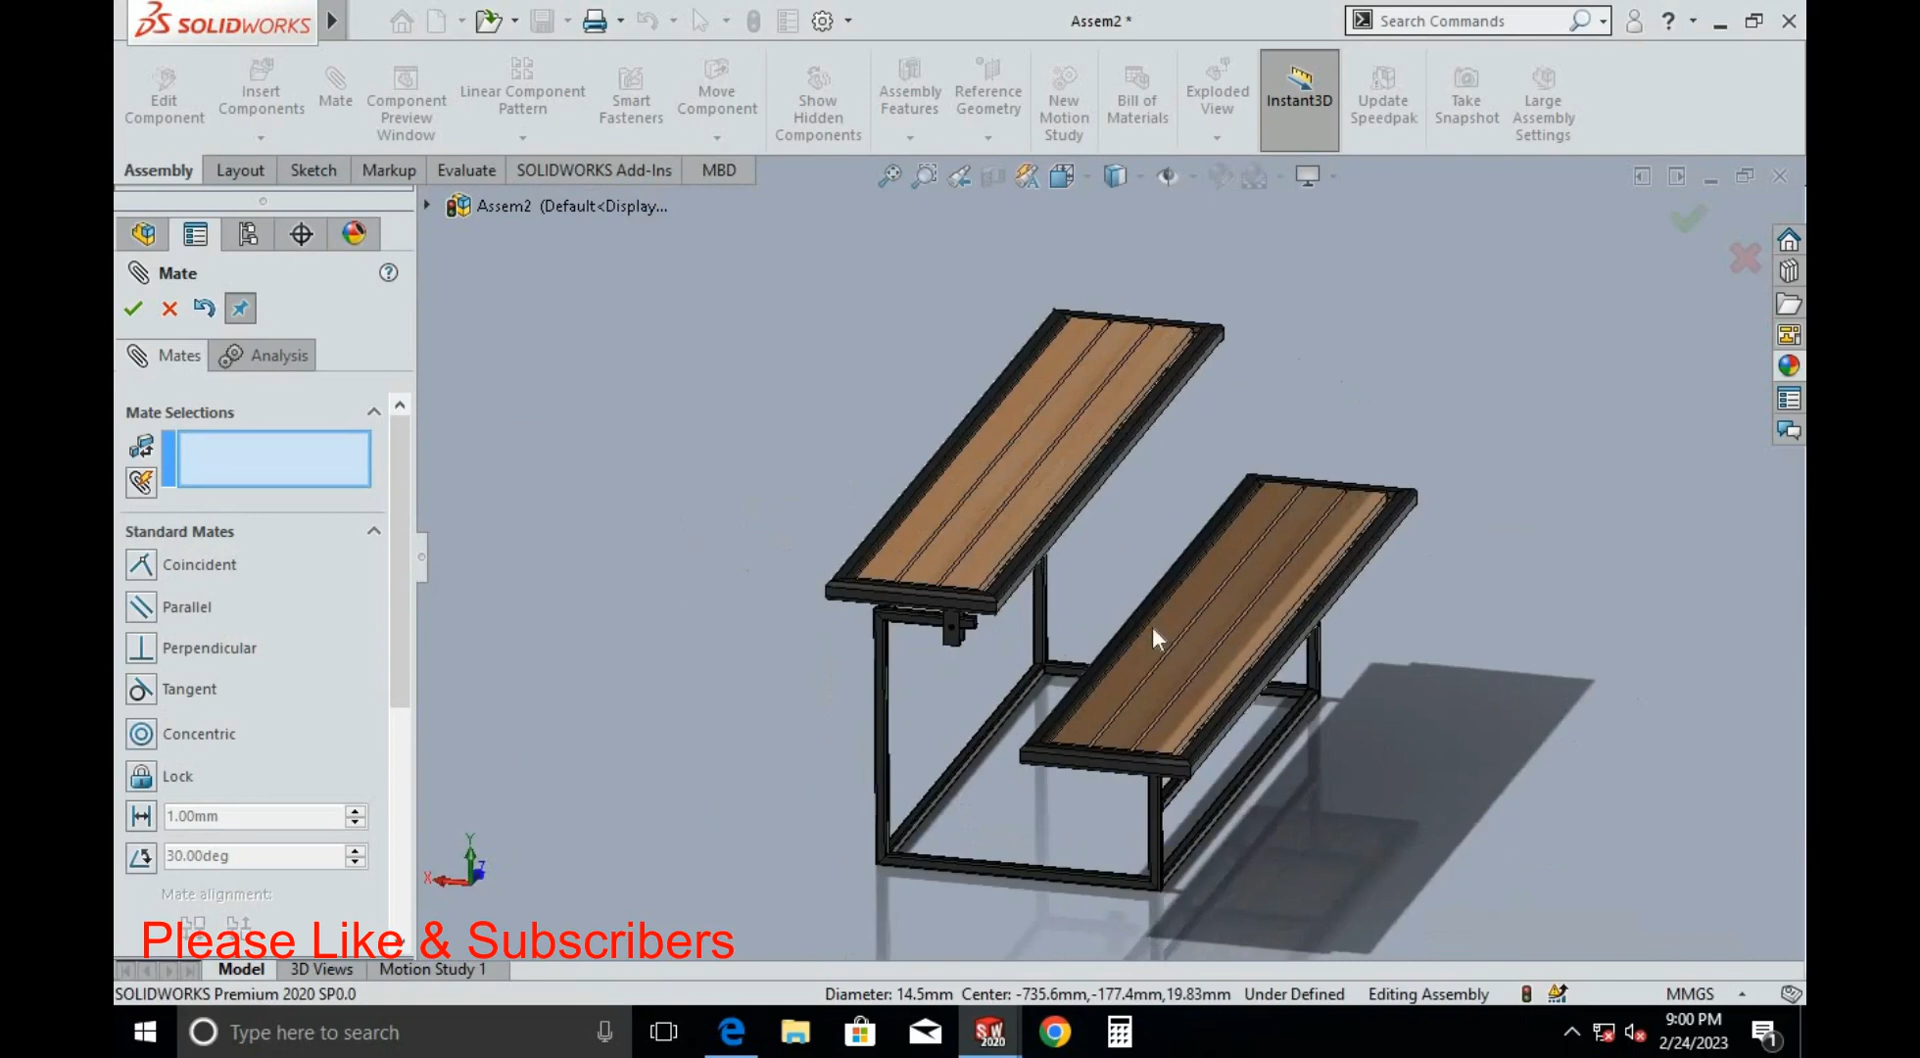 SOLIDWORKS
Assem2 *
Search Commands
?
Edit Component
Insert Components
Mate
Component Preview Window
Linear Component Pattern
Smart Fasteners
Move Component
Show Hidden Components
Assembly Features
Reference Geometry
New Motion Study
Bill of Materials
Exploded View
Instant3D
Update Speedpak
Take Snapshot
Large Assembly Settings
Assembly Layout Sketch Markup Evaluate SOLIDWORKS Add-Ins MBD
Assem2 (Default<Display...
Mate
Mates Analysis
Mate Selections
Standard Mates
Coincident
Parallel
Perpendicular
Tangent
Concentric
Lock
1.00mm
30.00deg
Mate alignment:
Y
X
Z
Please Like & Subscribers
Model 3D Views Motion Study 1
SOLIDWORKS Premium 2020 SP0.0
Diameter: 14.5mm Center: -735.6mm,-177.4mm,19.83mm Under Defined Editing Assembly MMGS
Type here to search
SW
2020
9:00 PM
2/24/2023
1